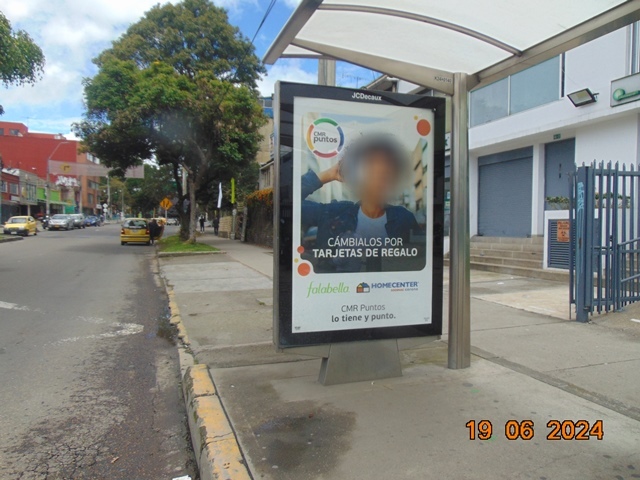 JCDecaux
CMR
puntos
CÁMBIALOS POR
TARJETAS DE REGALO
falabella
HOMECENTER
CMR Puntos
lo tiene y punto.
19 06 2024